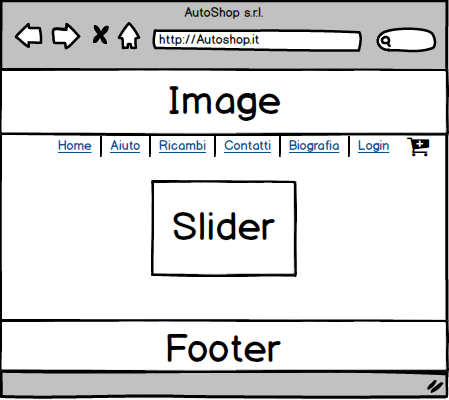 AutoShop s.r.l.
http://Autoshop.it
Image
Home Aiuto Ricambi Contatti Biografia Login
Slider
Footer